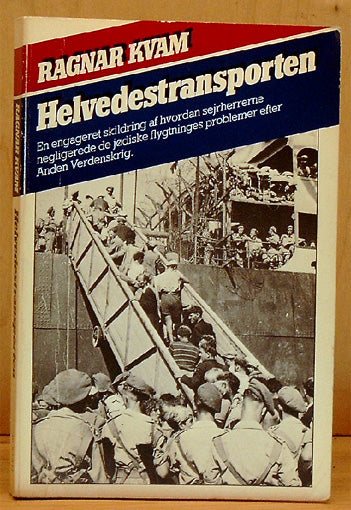 RAGNAR KVAM
Helvedestransporten
En engageret skildring af hvordan sejrherrerne
negligerede de jødiske flygtninges problemer efter
Anden Verdenskrig.
RAGNAR KVAM
Helvedestransporten